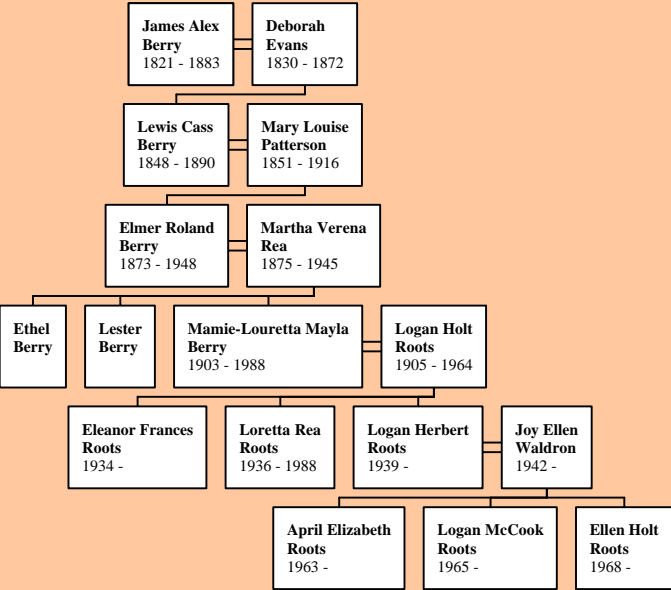 James Alex
Berry
1821 - 1883
Deborah
Evans
1830 - 1872
Lewis Cass
Berry
1848 - 1890
Mary Louise
Patterson
1851 - 1916
Elmer Roland
Berry
1873 - 1948
Martha Verena
Rea
1875 - 1945
Ethel
Berry
Lester
Berry
Mamie-Louretta Mayla
Berry
1903 - 1988
Logan Holt
Roots
1905 - 1964
Eleanor Frances
Roots
1934 -
Loretta Rea
Roots
1936 - 1988
Logan Herbert
Roots
1939 -
Joy Ellen
Waldron
1942 -
April Elizabeth
Roots
1963 -
Logan McCook
Roots
1965 -
Ellen Holt
Roots
1968 -